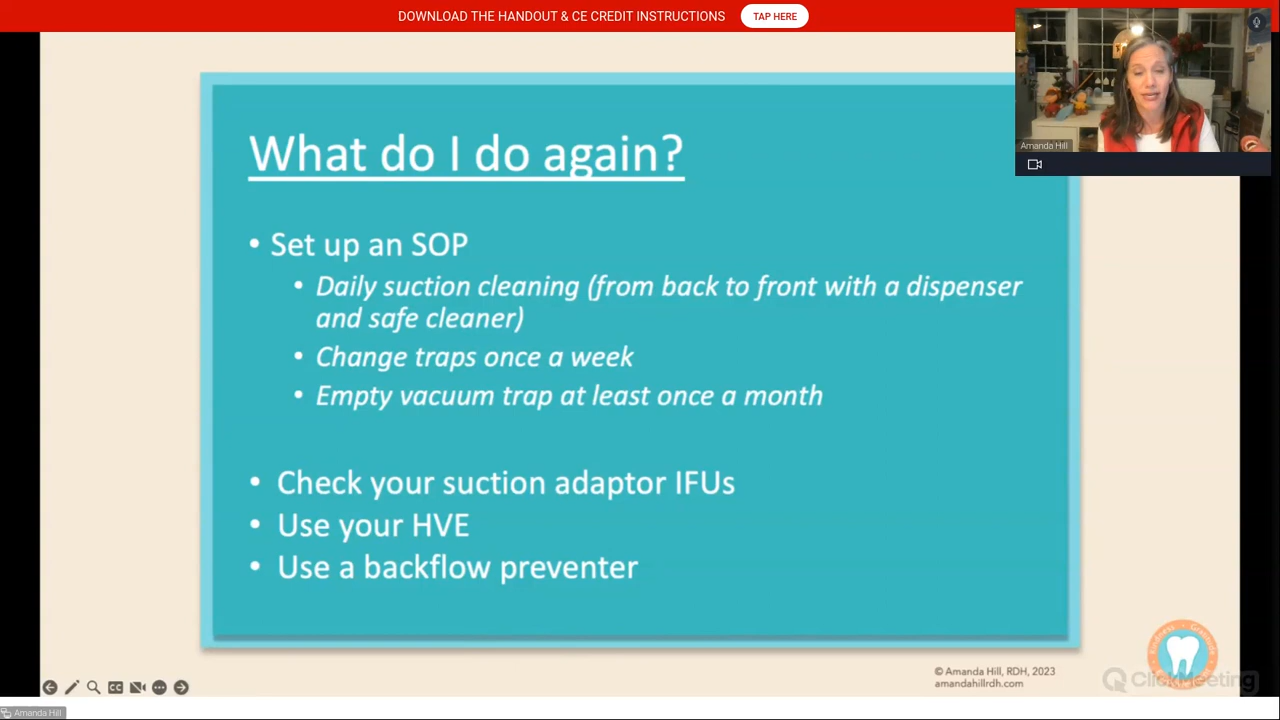 DOWNLOAD THE HANDOUT & CE CREDIT INSTRUCTIONS TAP HERE
Amanda Hill
What do I do again?
• Set up an SOP
• Daily suction cleaning (from back to front with a dispenser
and safe cleaner)
• Change traps once a week
• Empty vacuum trap at least once a month
• Check your suction adaptor IFUs
• Use your HVE
• Use a backflow preventer
Kindness · Gratitude
© Amanda Hill, RDH, 2023
amandahillrdh.com
ClickMeeting
CC
Amanda Hill